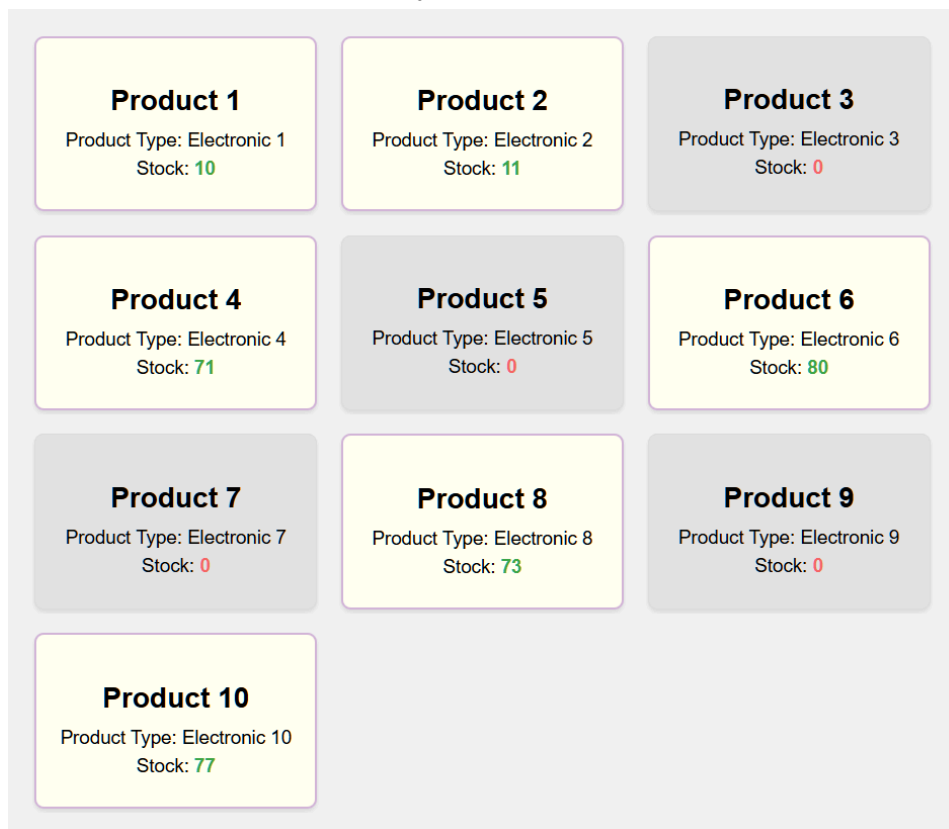 Product 1
Product Type: Electronic 1
Stock: 10
Product 2
Product Type: Electronic 2
Stock: 11
Product 3
Product Type: Electronic 3
Stock: 0
Product 4
Product Type: Electronic 4
Stock: 71
Product 5
Product Type: Electronic 5
Stock: 0
Product 6
Product Type: Electronic 6
Stock: 80
Product 7
Product Type: Electronic 7
Stock: 0
Product 8
Product Type: Electronic 8
Stock: 73
Product 9
Product Type: Electronic 9
Stock: 0
Product 10
Product Type: Electronic 10
Stock: 77